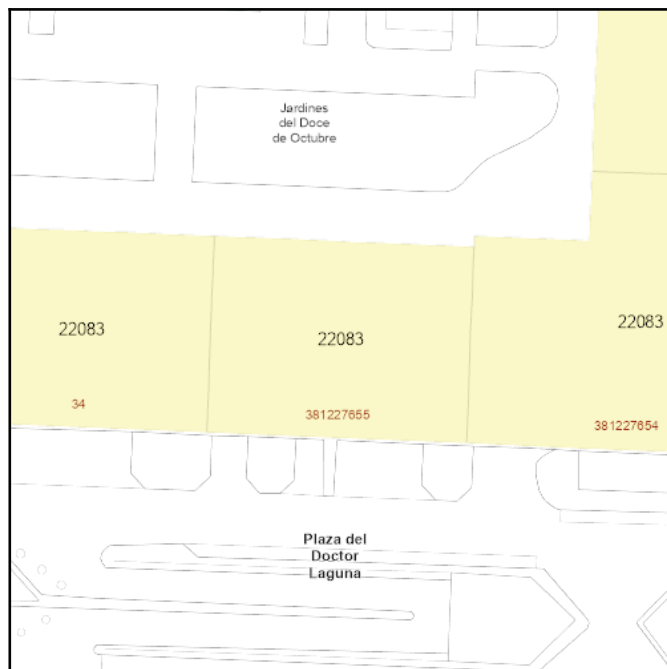 Jardines
del Doce
de Octubre
22083
22083
22083
34
381227655
381227654
Plaza del
Doctor
Laguna